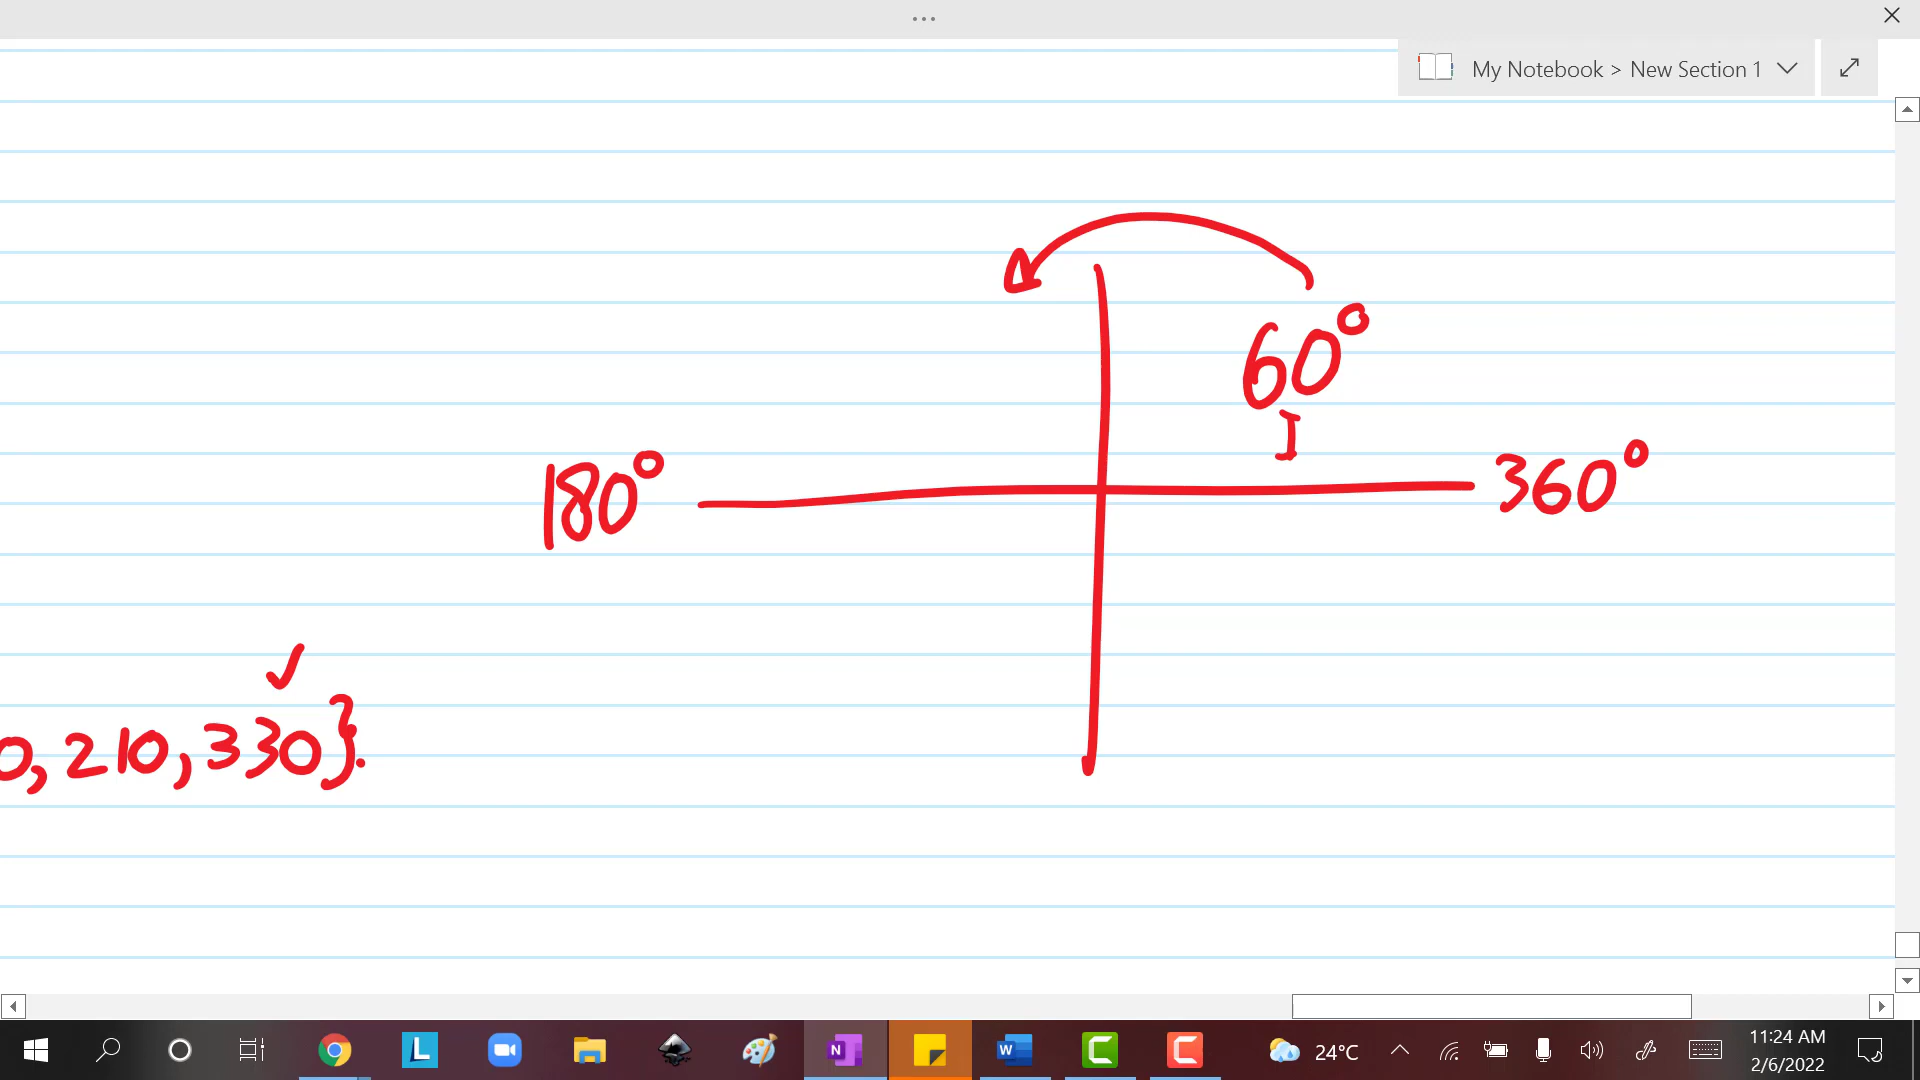 My Notebook > New Section 1
60°
I
180°
360°
0, 210, 330}.
24°C
11:24 AM
2/6/2022